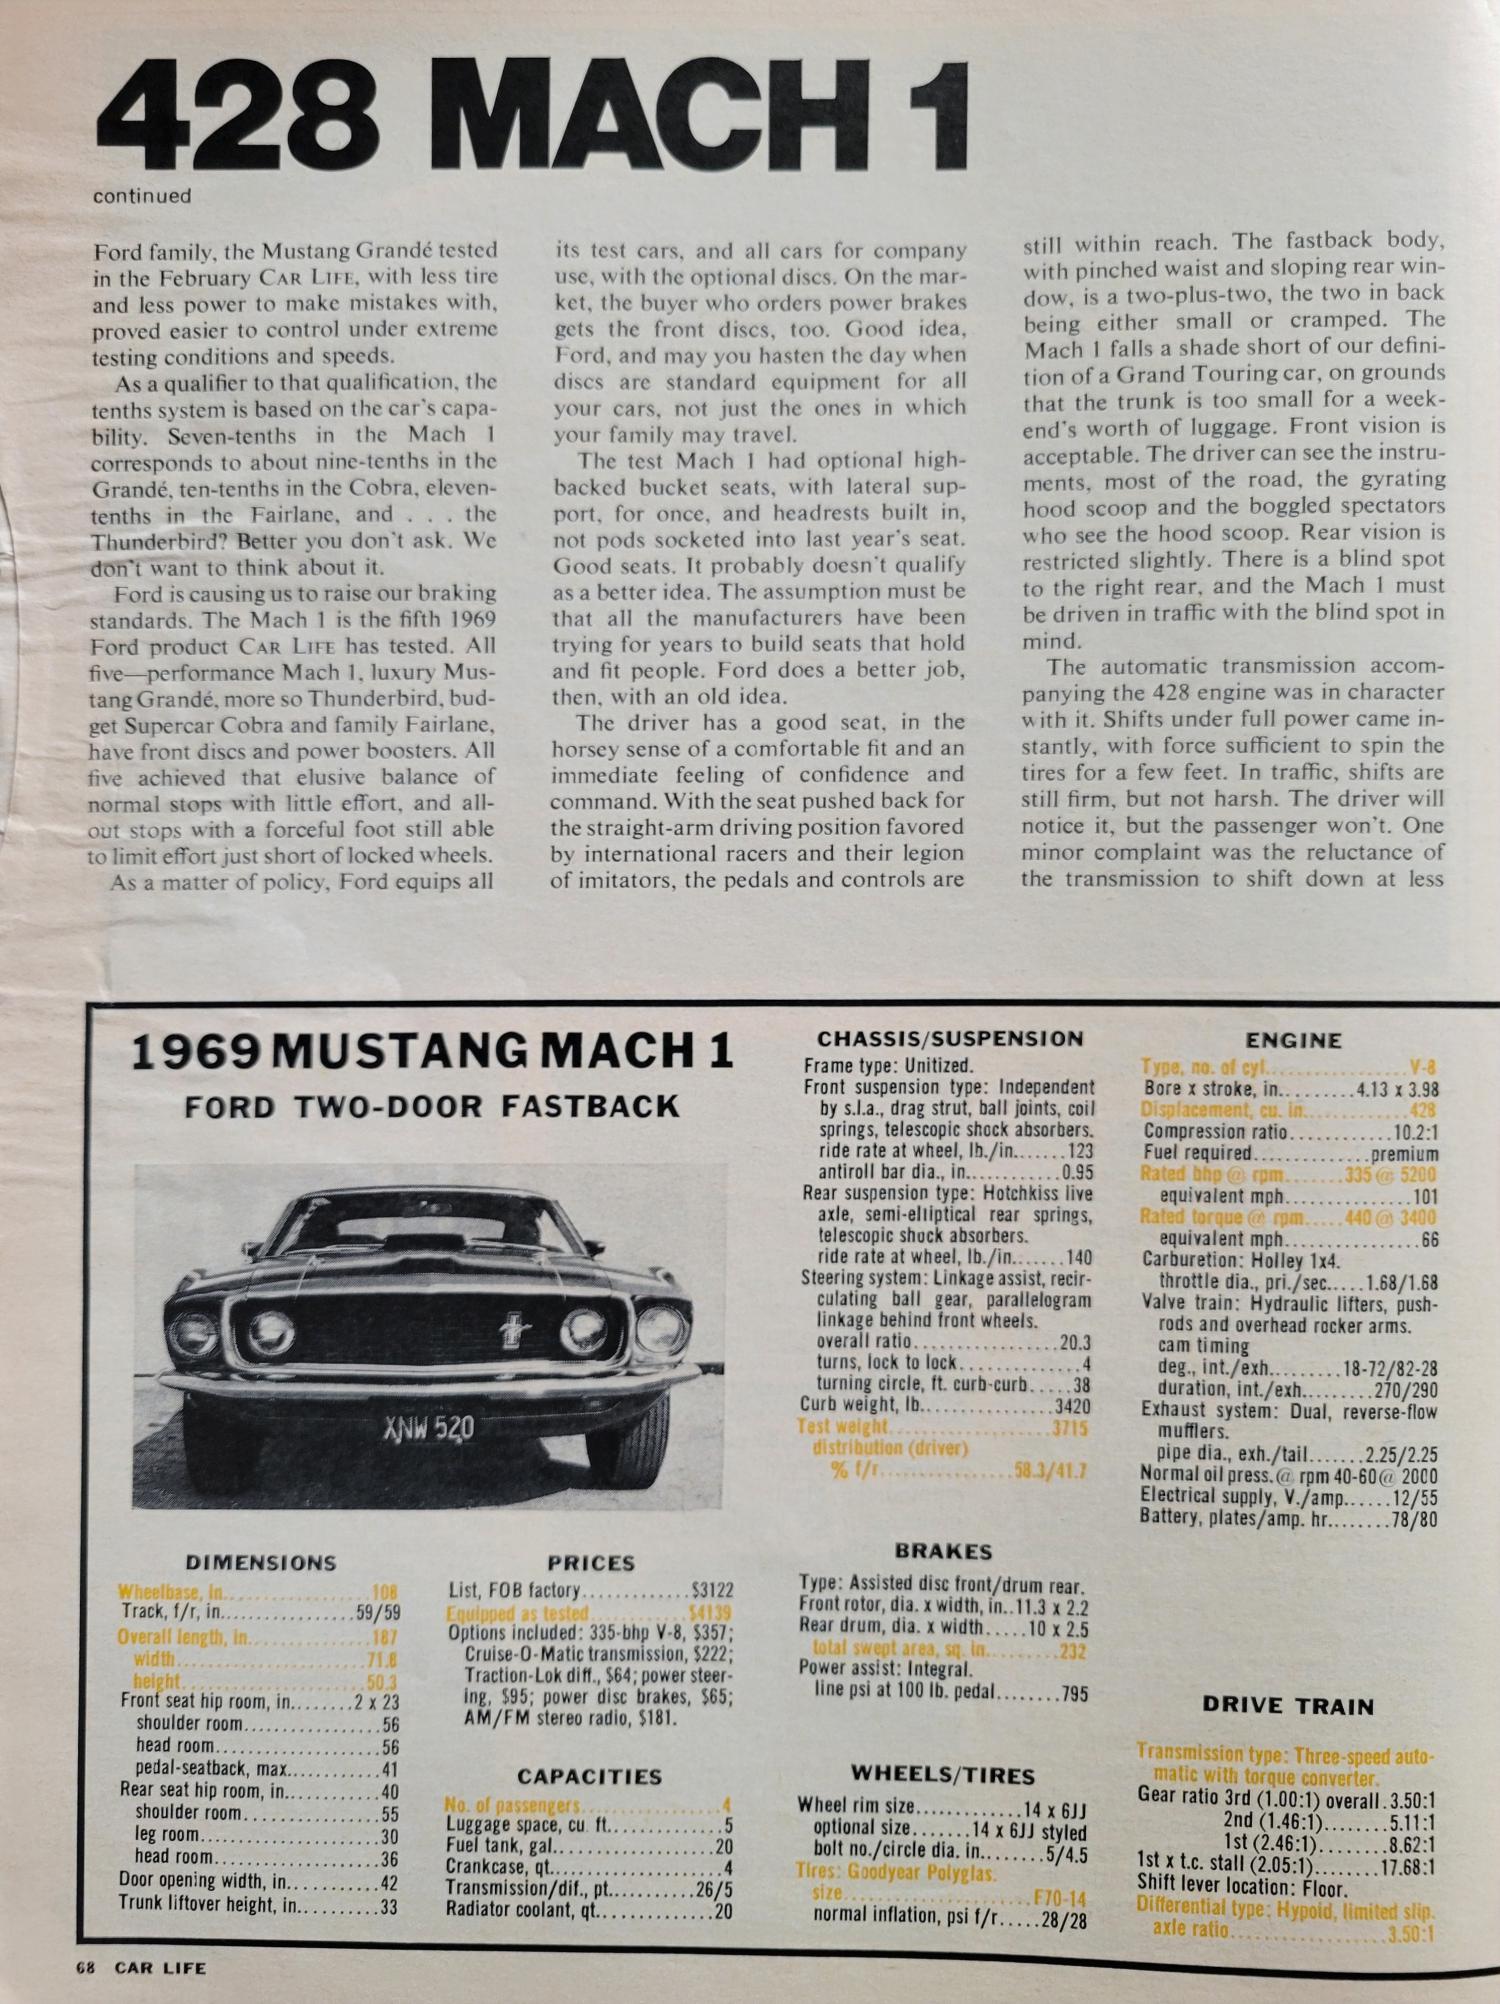 428 MACH 1
continued
Ford family, the Mustang Grandé tested
in the February CAR LIFE, with less tire
and less power to make mistakes with,
proved easier to control under extreme
testing conditions and speeds.
As a qualifier to that qualification, the
tenths system is based on the car's capa-
bility. Seven-tenths in the Mach 1
corresponds to about nine-tenths in the
Grandé, ten-tenths in the Cobra, eleven-
tenths in the Fairlane, and . . . the
Thunderbird? Better you don't ask. We
don't want to think about it.
Ford is causing us to raise our braking
standards. The Mach 1 is the fifth 1969
Ford product CAR LIFE has tested. All
five—performance Mach 1, luxury Mus-
tang Grandé, more so Thunderbird, bud-
get Supercar Cobra and family Fairlane,
have front discs and power boosters. All
five achieved that elusive balance of
normal stops with little effort, and all-
out stops with a forceful foot still able
to limit effort just short of locked wheels.
As a matter of policy, Ford equips all
its test cars, and all cars for company
use, with the optional discs. On the mar-
ket, the buyer who orders power brakes
gets the front discs, too. Good idea,
Ford, and may you hasten the day when
discs are standard equipment for all
your cars, not just the ones in which
your family may travel.
The test Mach 1 had optional high-
backed bucket seats, with lateral sup-
port, for once, and headrests built in,
not pods socketed into last year's seat.
Good seats. It probably doesn't qualify
as a better idea. The assumption must be
that all the manufacturers have been
trying for years to build seats that hold
and fit people. Ford does a better job,
then, with an old idea.
The driver has a good seat, in the
horsey sense of a comfortable fit and an
immediate feeling of confidence and
command. With the seat pushed back for
the straight-arm driving position favored
by international racers and their legion
of imitators, the pedals and controls are
still within reach. The fastback body,
with pinched waist and sloping rear win-
dow, is a two-plus-two, the two in back
being either small or cramped. The
Mach 1 falls a shade short of our defini-
tion of a Grand Touring car, on grounds
that the trunk is too small for a week-
end's worth of luggage. Front vision is
acceptable. The driver can see the instru-
ments, most of the road, the gyrating
hood scoop and the boggled spectators
who see the hood scoop. Rear vision is
restricted slightly. There is a blind spot
to the right rear, and the Mach 1 must
be driven in traffic with the blind spot in
mind.
The automatic transmission accom-
panying the 428 engine was in character
with it. Shifts under full power came in-
stantly, with force sufficient to spin the
tires for a few feet. In traffic, shifts are
still firm, but not harsh. The driver will
notice it, but the passenger won't. One
minor complaint was the reluctance of
the transmission to shift down at less
1969 MUSTANG MACH 1
FORD TWO-DOOR FASTBACK
XNW 520
DIMENSIONS
Wheelbase, in.................108
Track, f/r, in.................59/59
Overall length, in.............187
width.........................71.8
height........................50.3
Front seat hip room, in........2 x 23
shoulder room.................56
head room.....................56
pedal-seatback, max...........41
Rear seat hip room, in.........40
shoulder room.................55
leg room......................30
head room.....................36
Door opening width, in.........42
Trunk liftover height, in......33
PRICES
List, FOB factory.............$3122
Equipped as tested............$4139
Options included: 335-bhp V-8, $357;
Cruise-O-Matic transmission, $222;
Traction-Lok diff., $64; power steer-
ing, $95; power disc brakes, $65;
AM/FM stereo radio, $181.
CAPACITIES
No. of passengers.............4
Luggage space, cu. ft..........5
Fuel tank, gal.................20
Crankcase, qt..................4
Transmission/dif., pt..........26/5
Radiator coolant, qt...........20
CHASSIS/SUSPENSION
Frame type: Unitized.
Front suspension type: Independent
by s.l.a., drag strut, ball joints, coil
springs, telescopic shock absorbers.
ride rate at wheel, lb./in.......123
antiroll bar dia., in............0.95
Rear suspension type: Hotchkiss live
axle, semi-elliptical rear springs,
telescopic shock absorbers.
ride rate at wheel, lb./in.......140
Steering system: Linkage assist, recir-
culating ball gear, parallelogram
linkage behind front wheels.
overall ratio...................20.3
turns, lock to lock.............4
turning circle, ft. curb-curb.....38
Curb weight, lb.................3420
Test weight....................3715
distribution (driver)
% f/r..................58.3/41.7
BRAKES
Type: Assisted disc front/drum rear.
Front rotor, dia. x width, in..11.3 x 2.2
Rear drum, dia. x width.....10 x 2.5
total swept area, sq. in.........232
Power assist: Integral.
line psi at 100 lb. pedal........795
WHEELS/TIRES
Wheel rim size............14 x 6JJ
optional size.......14 x 6JJ styled
bolt no./circle dia. in.......5/4.5
Tires: Goodyear Polyglas.
size.....................F70-14
normal inflation, psi f/r.....28/28
ENGINE
Type, no. of cyl................V-8
Bore x stroke, in.........4.13 x 3.98
Displacement, cu. in............428
Compression ratio............10.2:1
Fuel required..............premium
Rated bhp @ rpm.......335 @ 5200
equivalent mph...............101
Rated torque @ rpm.....440 @ 3400
equivalent mph................66
Carburetion: Holley 1x4.
throttle dia., pri./sec.....1.68/1.68
Valve train: Hydraulic lifters, push-
rods and overhead rocker arms.
cam timing
deg., int./exh.........18-72/82-28
duration, int./exh.........270/290
Exhaust system: Dual, reverse-flow
mufflers.
pipe dia., exh./tail.......2.25/2.25
Normal oil press. @ rpm 40-60 @ 2000
Electrical supply, V./amp......12/55
Battery, plates/amp. hr........78/80
DRIVE TRAIN
Transmission type: Three-speed auto-
matic with torque converter.
Gear ratio 3rd (1.00:1) overall.3.50:1
2nd (1.46:1)........5.11:1
1st (2.46:1)........8.62:1
1st x t.c. stall (2.05:1)........17.68:1
Shift lever location: Floor.
Differential type: Hypoid, limited slip.
axle ratio...................3.50:1
68 CAR LIFE